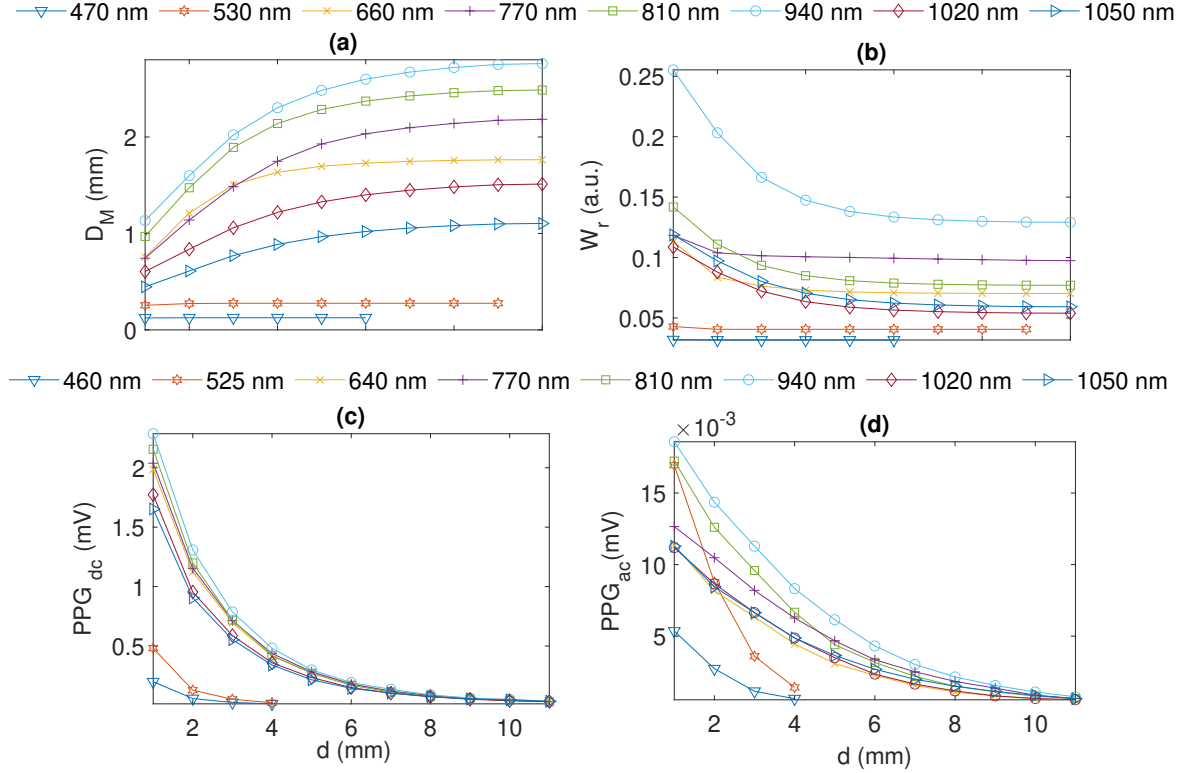 470 nm 530 nm 660 nm 770 nm 810 nm 940 nm 1020 nm 1050 nm
(a)
D_M (mm)
2
1
0
(b)
W_r (a.u.)
0.25
0.2
0.15
0.1
0.05
460 nm 525 nm 640 nm 770 nm 810 nm 940 nm 1020 nm 1050 nm
(c)
PPG_dc (mV)
2
1.5
1
0.5
2 4 6 8 10
d (mm)
(d)
× 10^-3
PPG_ac(mV)
15
10
5
2 4 6 8 10
d (mm)